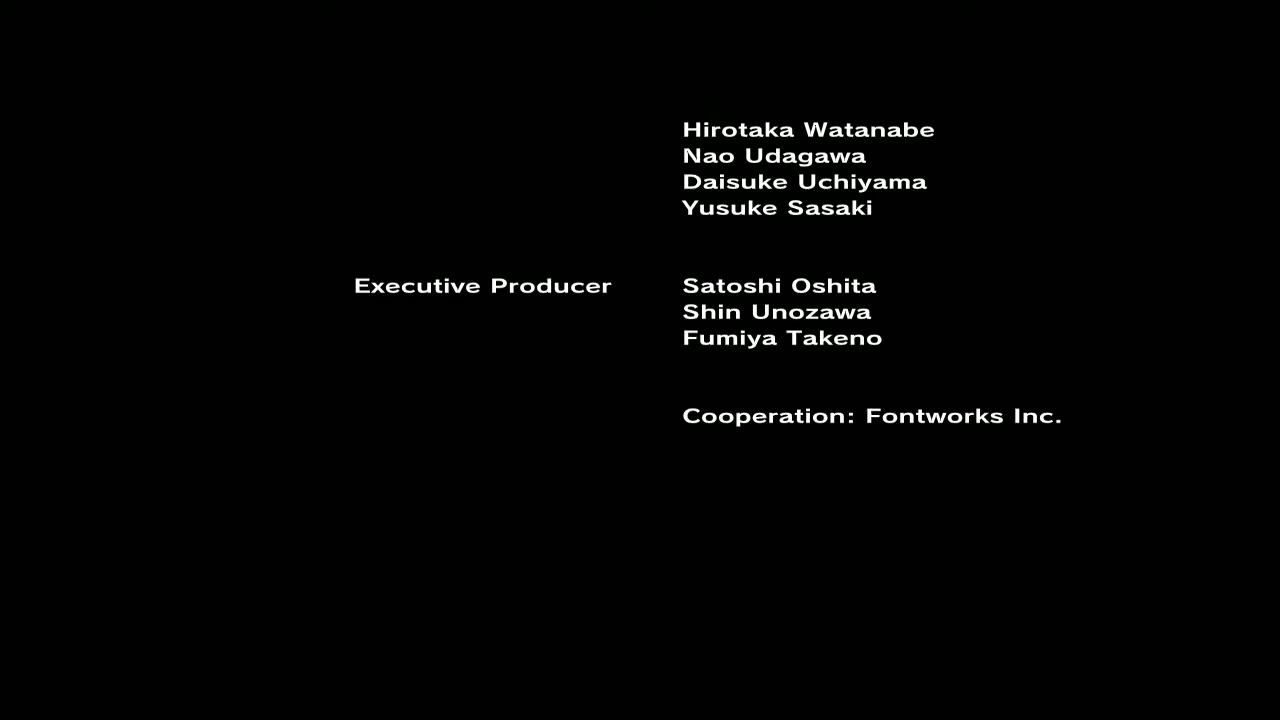 Hirotaka Watanabe
Nao Udagawa
Daisuke Uchiyama
Yusuke Sasaki
Executive Producer Satoshi Oshita
Shin Unozawa
Fumiya Takeno
Cooperation: Fontworks Inc.